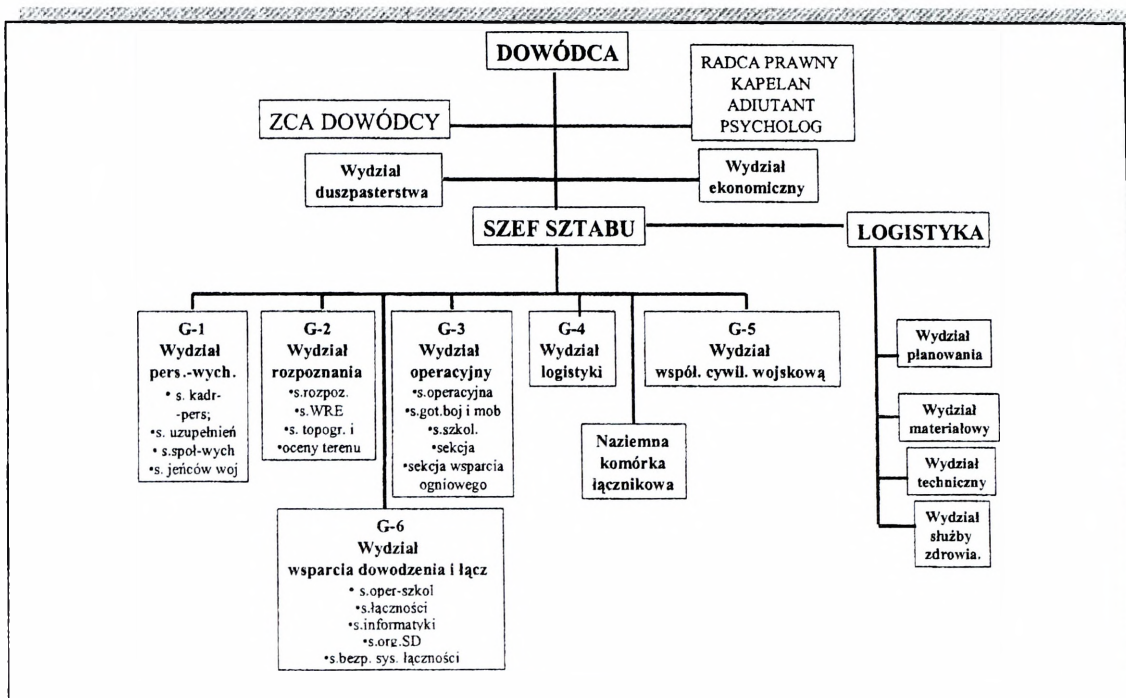 DOWÓDCA
RADCA PRAWNY
KAPELAN
ADIUTANT
PSYCHOLOG
ZCA DOWÓDCY
Wydział
duszpasterstwa
Wydział
ekonomiczny
SZEF SZTABU
LOGISTYKA
G-1
Wydział
pers.-wych.
• s. kadr-
-pers;
•s. uzupełnień
• s.społ-wych
•s. jeńców woj
G-2
Wydział
rozpoznania
•s.rozpoz.
•s.WRE
•s. topogr. i
•oceny terenu
G-3
Wydział
operacyjny
•s.operacyjna
•s.got.boj i mob
•s.szkol.
•sekcja
•sekcja wsparcia
ogniowego
G-4
Wydział
logistyki
G-5
Wydział
współ. cywil. wojskową
Naziemna
komórka
łącznikowa
G-6
Wydział
wsparcia dowodzenia i łącz
• s.oper-szkol
•s.łączności
•s.informatyki
•s.org.SD
•s.bezp. sys. łączności
Wydział
planowania
Wydział
materiałowy
Wydział
techniczny
Wydział
służby
zdrowia.